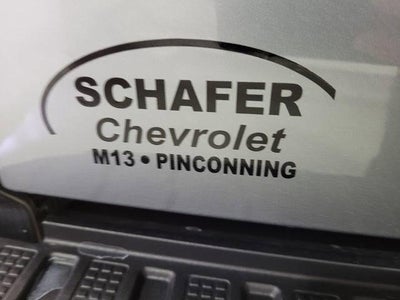 SCHAFER
Chevrolet
M13 • PINCONNING